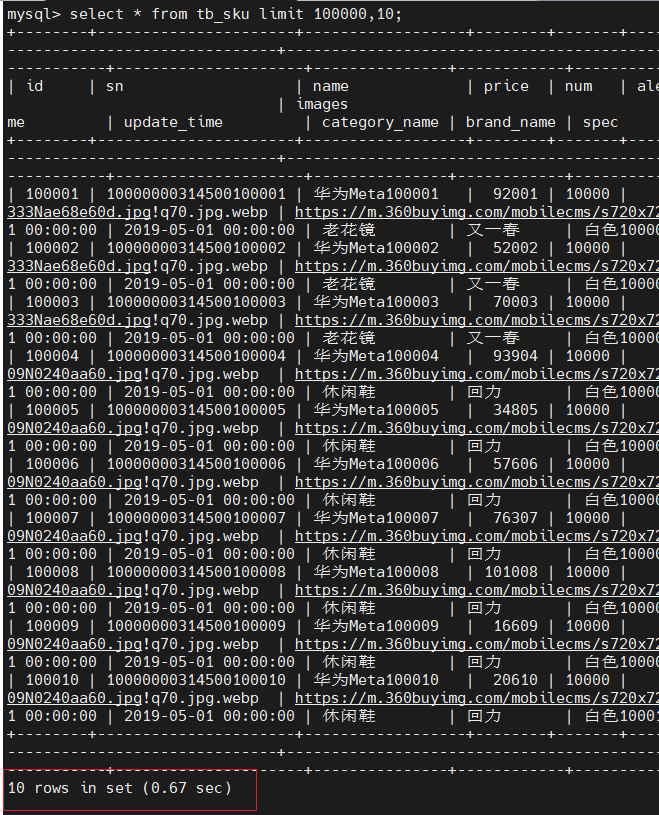 mysql> select * from tb_sku limit 100000,10;
+---------+----------------------+------------------+--------+-------+----
-------------------------------+------------------------------------------
------------+---------------------+---------------+------------+----------
| id      | sn                   | name             | price  | num   | ale
                               | images
me          | update_time         | category_name | brand_name | spec
+---------+----------------------+------------------+--------+-------+----
-------------------------------+------------------------------------------
------------+---------------------+---------------+------------+----------
| 100001 | 10000000314500100001 | 华为Meta100001 | 92001 | 10000 |
333Nae68e60d.jpg!q70.jpg.webp | https://m.360buyimg.com/mobilecms/s720x72
1 00:00:00 | 2019-05-01 00:00:00 | 老花镜 | 又一春 | 白色10000
| 100002 | 10000000314500100002 | 华为Meta100002 | 52002 | 10000 |
333Nae68e60d.jpg!q70.jpg.webp | https://m.360buyimg.com/mobilecms/s720x72
1 00:00:00 | 2019-05-01 00:00:00 | 老花镜 | 又一春 | 白色10000
| 100003 | 10000000314500100003 | 华为Meta100003 | 70003 | 10000 |
333Nae68e60d.jpg!q70.jpg.webp | https://m.360buyimg.com/mobilecms/s720x72
1 00:00:00 | 2019-05-01 00:00:00 | 老花镜 | 又一春 | 白色10000
| 100004 | 10000000314500100004 | 华为Meta100004 | 93904 | 10000 |
09N0240aa60.jpg!q70.jpg.webp | https://m.360buyimg.com/mobilecms/s720x72
1 00:00:00 | 2019-05-01 00:00:00 | 休闲鞋 | 回力 | 白色10000
| 100005 | 10000000314500100005 | 华为Meta100005 | 34805 | 10000 |
09N0240aa60.jpg!q70.jpg.webp | https://m.360buyimg.com/mobilecms/s720x72
1 00:00:00 | 2019-05-01 00:00:00 | 休闲鞋 | 回力 | 白色10000
| 100006 | 10000000314500100006 | 华为Meta100006 | 57606 | 10000 |
09N0240aa60.jpg!q70.jpg.webp | https://m.360buyimg.com/mobilecms/s720x72
1 00:00:00 | 2019-05-01 00:00:00 | 休闲鞋 | 回力 | 白色10000
| 100007 | 10000000314500100007 | 华为Meta100007 | 76307 | 10000 |
09N0240aa60.jpg!q70.jpg.webp | https://m.360buyimg.com/mobilecms/s720x72
1 00:00:00 | 2019-05-01 00:00:00 | 休闲鞋 | 回力 | 白色10000
| 100008 | 10000000314500100008 | 华为Meta100008 | 101008 | 10000 |
09N0240aa60.jpg!q70.jpg.webp | https://m.360buyimg.com/mobilecms/s720x72
1 00:00:00 | 2019-05-01 00:00:00 | 休闲鞋 | 回力 | 白色10000
| 100009 | 10000000314500100009 | 华为Meta100009 | 16609 | 10000 |
09N0240aa60.jpg!q70.jpg.webp | https://m.360buyimg.com/mobilecms/s720x72
1 00:00:00 | 2019-05-01 00:00:00 | 休闲鞋 | 回力 | 白色10000
| 100010 | 10000000314500100010 | 华为Meta100010 | 20610 | 10000 |
09N0240aa60.jpg!q70.jpg.webp | https://m.360buyimg.com/mobilecms/s720x72
1 00:00:00 | 2019-05-01 00:00:00 | 休闲鞋 | 回力 | 白色10001
+---------+----------------------+------------------+--------+-------+----
-------------------------------+------------------------------------------
------------+---------------------+---------------+------------+----------
10 rows in set (0.67 sec)